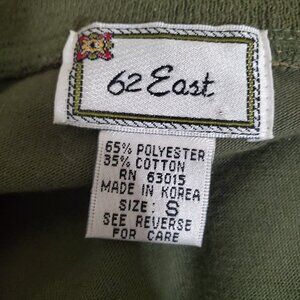 62 East
65% POLYESTER
35% COTTON
RN 63015
MADE IN KOREA
SIZE: S
SEE REVERSE
FOR CARE